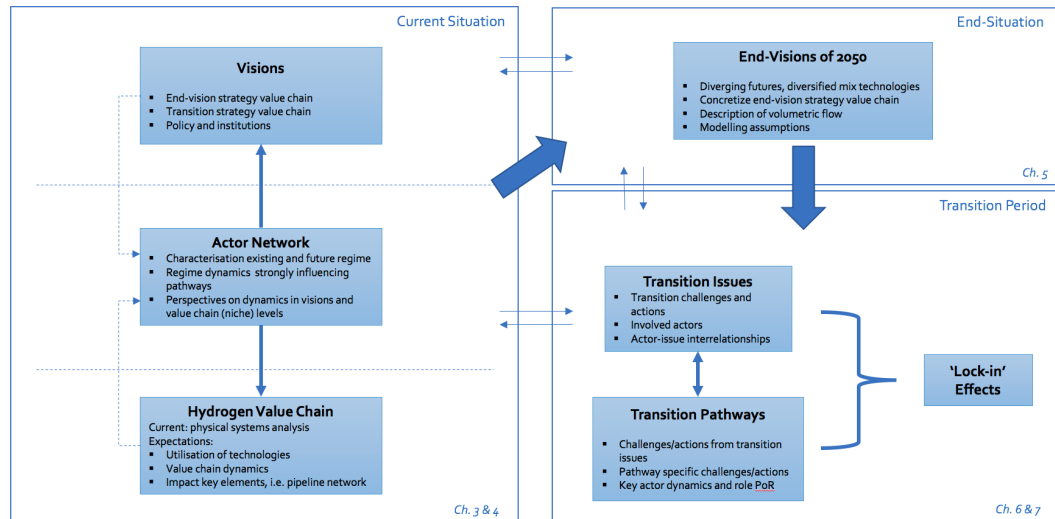 Current Situation
Visions
▪ End-vision strategy value chain
▪ Transition strategy value chain
▪ Policy and institutions
Actor Network
▪ Characterisation existing and future regime
▪ Regime dynamics strongly influencing
pathways
▪ Perspectives on dynamics in visions and
value chain (niche) levels
Hydrogen Value Chain
Current: physical systems analysis
Expectations:
▪ Utilisation of technologies
▪ Value chain dynamics
▪ Impact key elements, i.e. pipeline network
Ch. 3 & 4
End-Situation
End-Visions of 2050
▪ Diverging futures, diversified mix technologies
▪ Concretize end-vision strategy value chain
▪ Description of volumetric flow
▪ Modelling assumptions
Ch. 5
Transition Period
Transition Issues
▪ Transition challenges and
actions
▪ Involved actors
▪ Actor-issue interrelationships
Transition Pathways
▪ Challenges/actions from transition
issues
▪ Pathway specific challenges/actions
▪ Key actor dynamics and role PoR
‘Lock-in’
Effects
Ch. 6 & 7